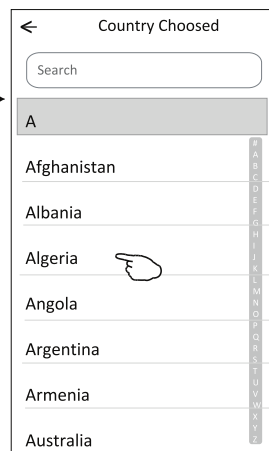 Country Choosed
Search
A
Afghanistan
Albania
Algeria
Angola
Argentina
Armenia
Australia
#
A
B
C
D
E
F
G
H
I
J
K
L
M
N
O
P
Q
R
S
T
U
V
W
X
Y
Z